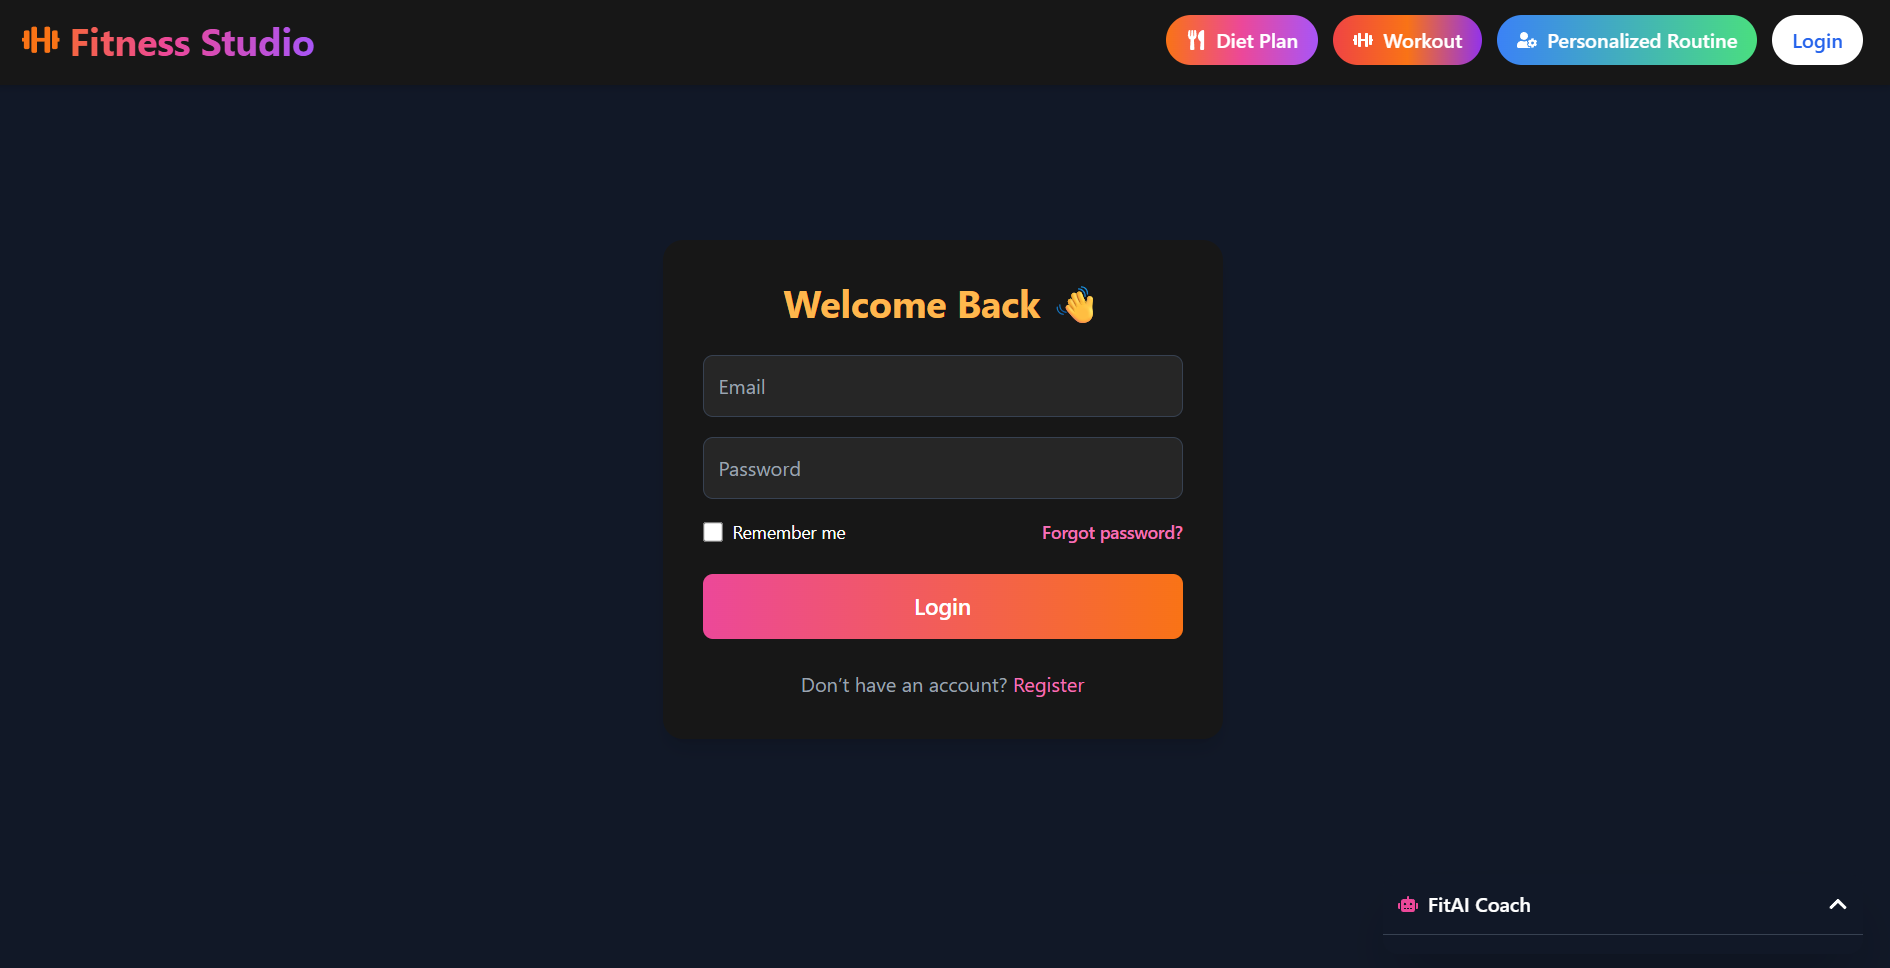 Fitness Studio
Diet Plan
Workout
Personalized Routine
Login
Welcome Back 👋
Email
Password
Remember me
Forgot password?
Login
Don’t have an account? Register
FitAI Coach